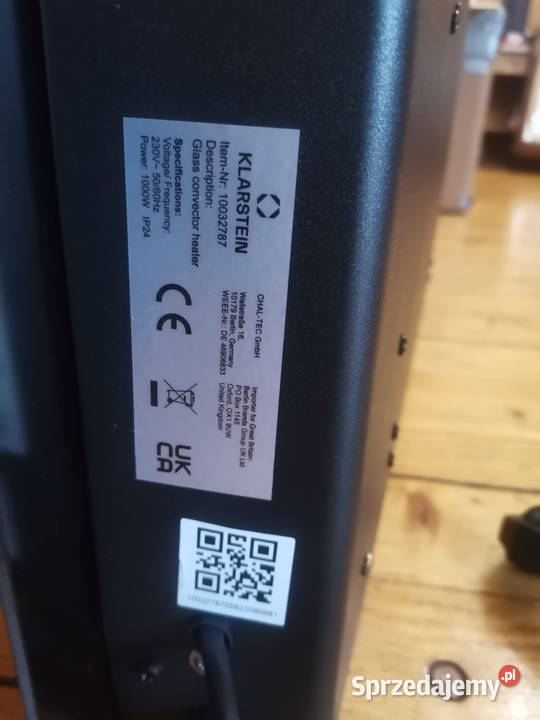 KLARSTEIN
Item-Nr: 10032787
Description:
Glass convector heater
Specifications:
Voltage/ Frequency:
230V~ 50/60Hz
Power: 1000W IP24
CHAL-TEC GmbH
Wallstraße 16,
10179 Berlin, Germany
WEEE-Nr.: DE 46906833
CE
Importer for Great Britain:
Berlin Brands Group UK Ltd
PO Box 1145
Oxford, OX1 9UW
United Kingdom
UK
CA
Sprzedajemy.pl